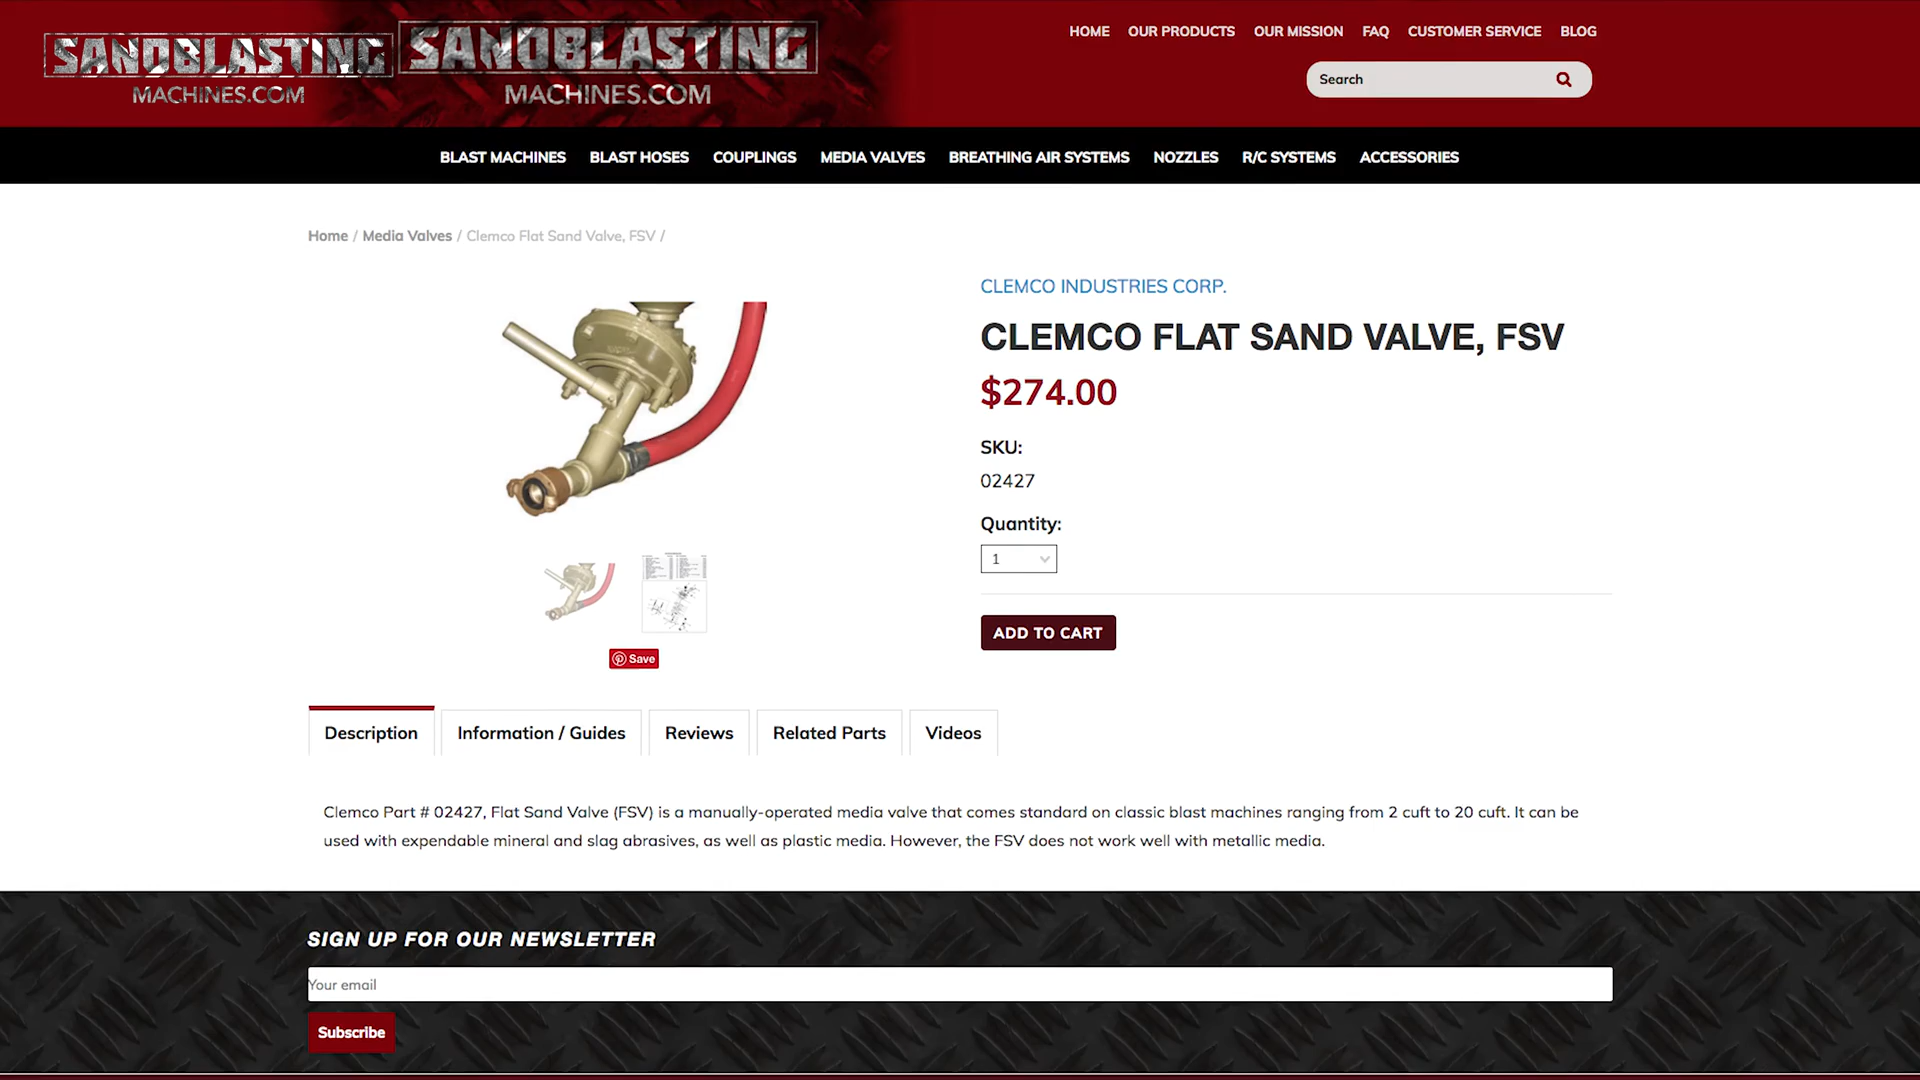 SANDBLASTING
MACHINES.COM
SANDBLASTING
MACHINES.COM
HOME OUR PRODUCTS OUR MISSION FAQ CUSTOMER SERVICE BLOG
Search
BLAST MACHINES BLAST HOSES COUPLINGS MEDIA VALVES BREATHING AIR SYSTEMS NOZZLES R/C SYSTEMS ACCESSORIES
Home / Media Valves / Clemco Flat Sand Valve, FSV /
CLEMCO INDUSTRIES CORP.
CLEMCO FLAT SAND VALVE, FSV
$274.00
SKU:
02427
Quantity:
1
ADD TO CART
Save
Description Information / Guides Reviews Related Parts Videos
Clemco Part # 02427, Flat Sand Valve (FSV) is a manually-operated media valve that comes standard on classic blast machines ranging from 2 cuft to 20 cuft. It can be
used with expendable mineral and slag abrasives, as well as plastic media. However, the FSV does not work well with metallic media.
SIGN UP FOR OUR NEWSLETTER
Your email
Subscribe